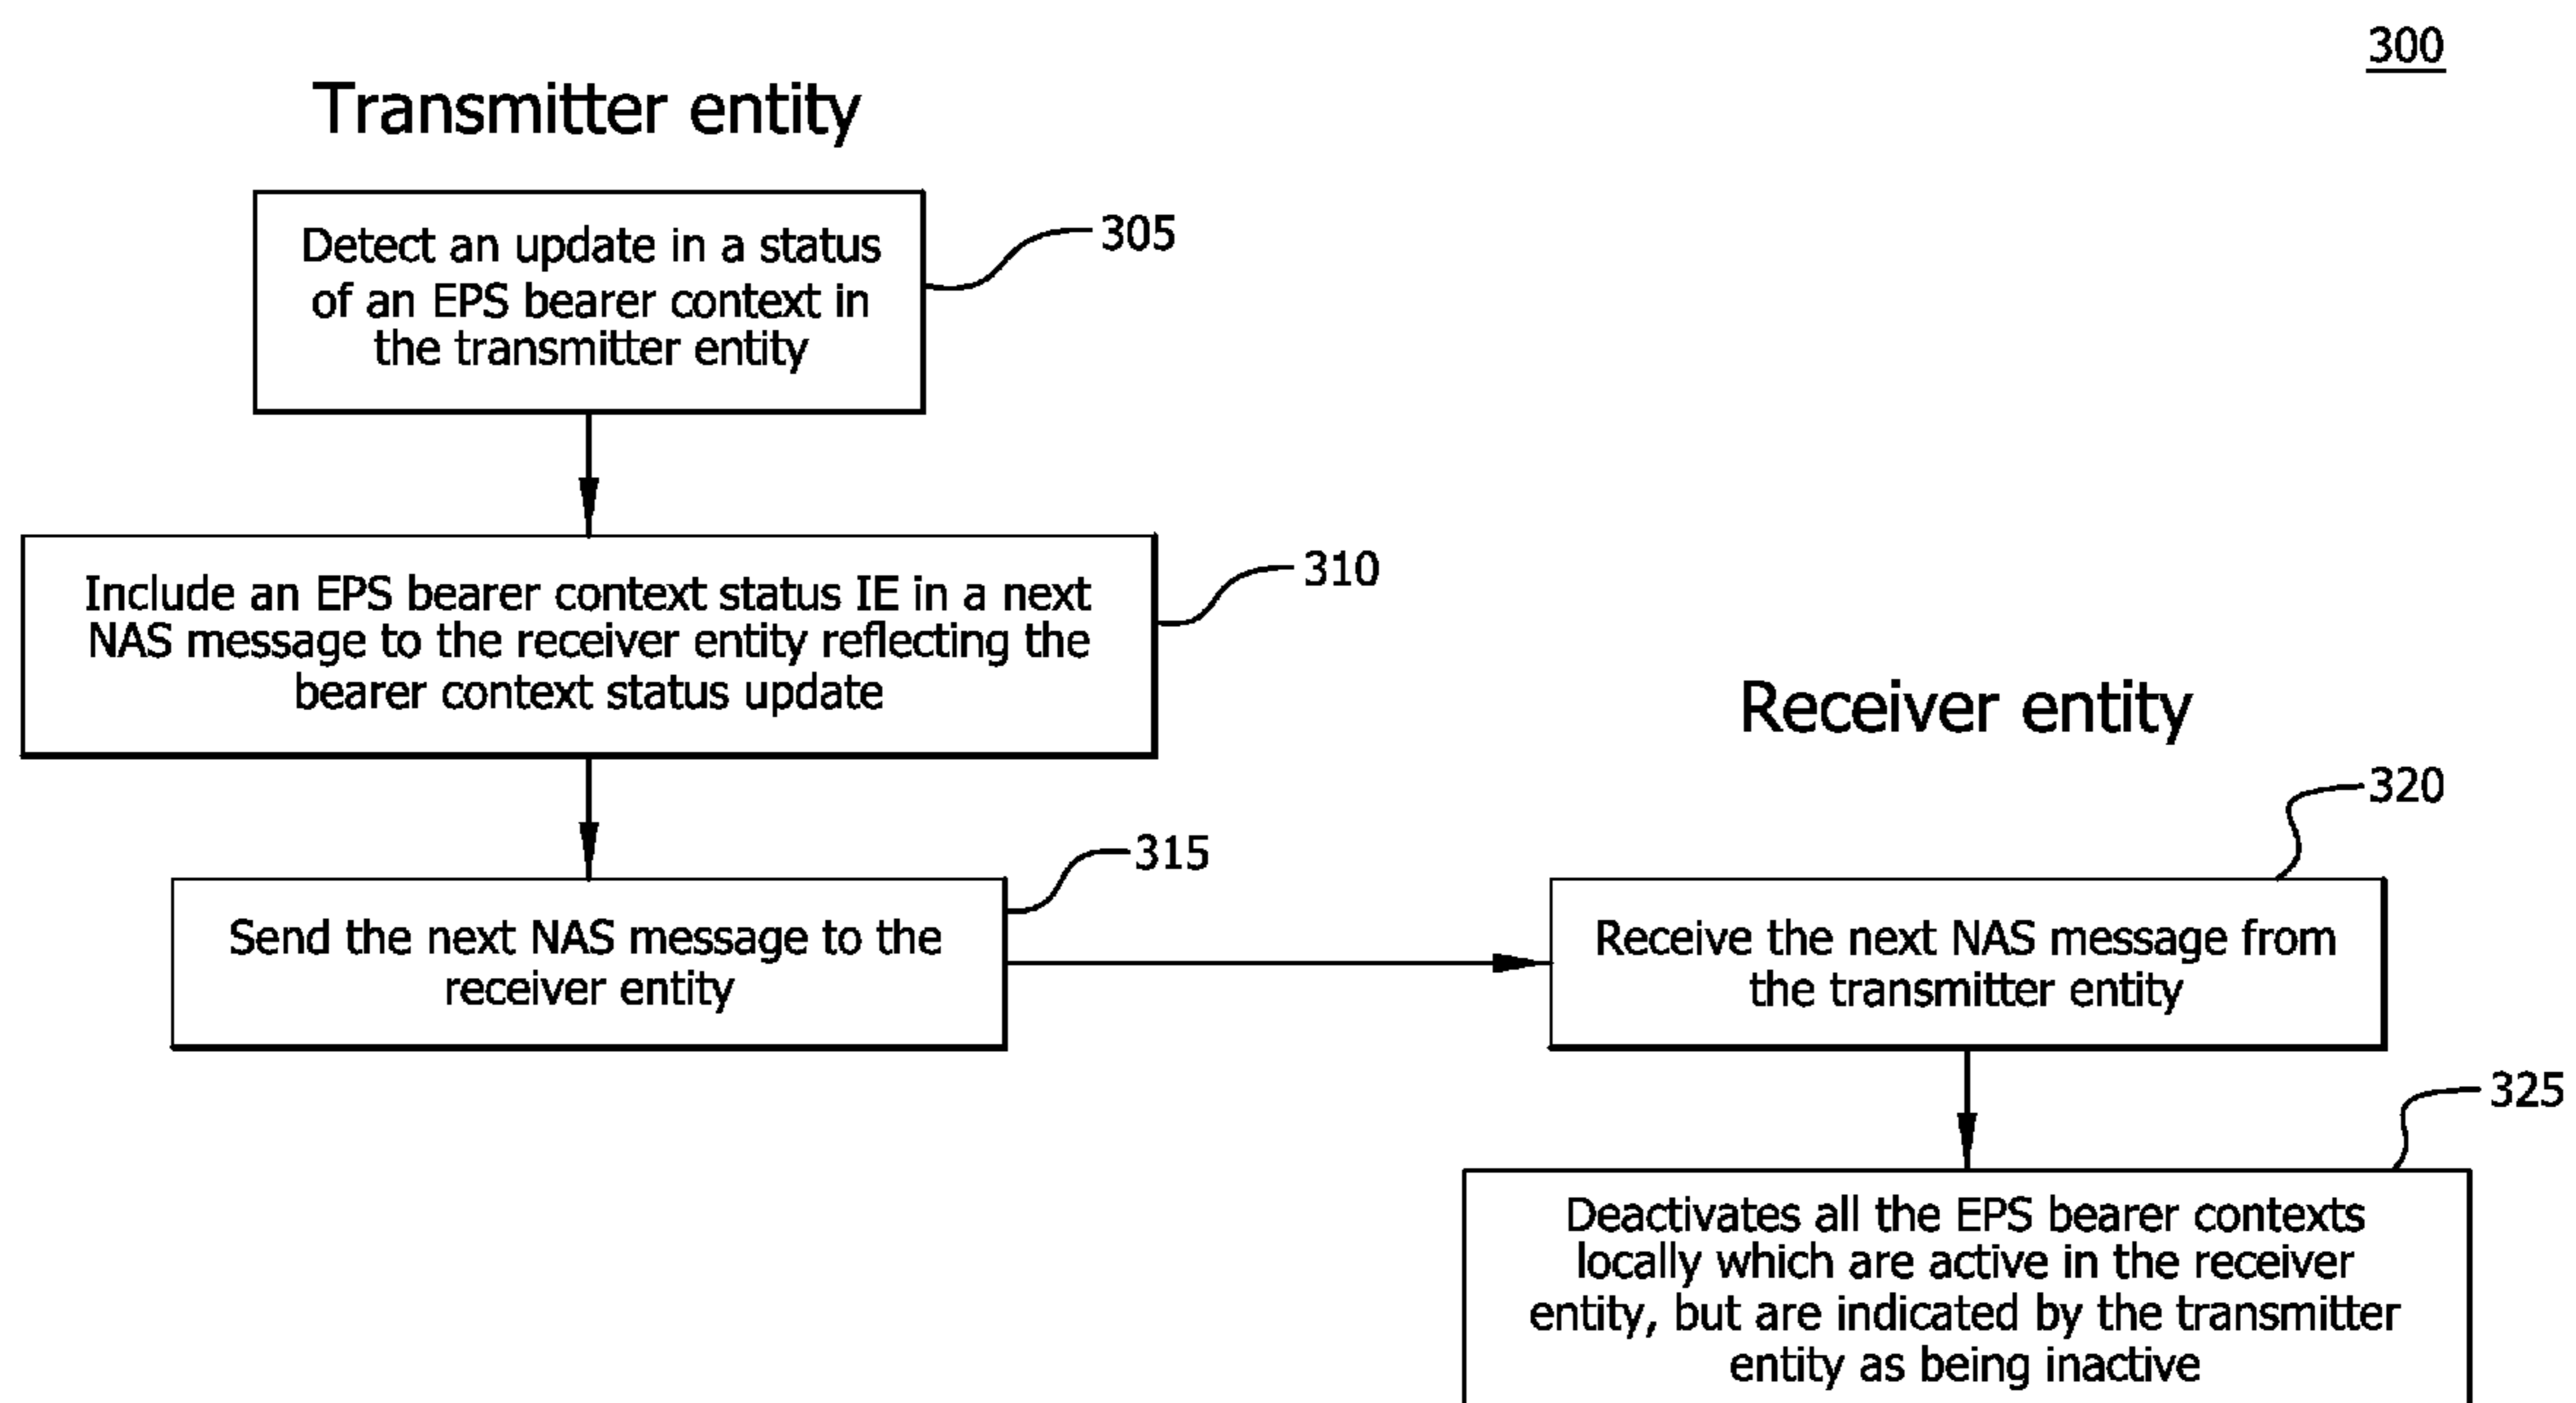 300
Transmitter entity
Detect an update in a status
of an EPS bearer context in
the transmitter entity
305
Include an EPS bearer context status IE in a next
NAS message to the receiver entity reflecting the
bearer context status update
310
Send the next NAS message to the
receiver entity
315
Receiver entity
320
Receive the next NAS message from
the transmitter entity
325
Deactivates all the EPS bearer contexts
locally which are active in the receiver
entity, but are indicated by the transmitter
entity as being inactive